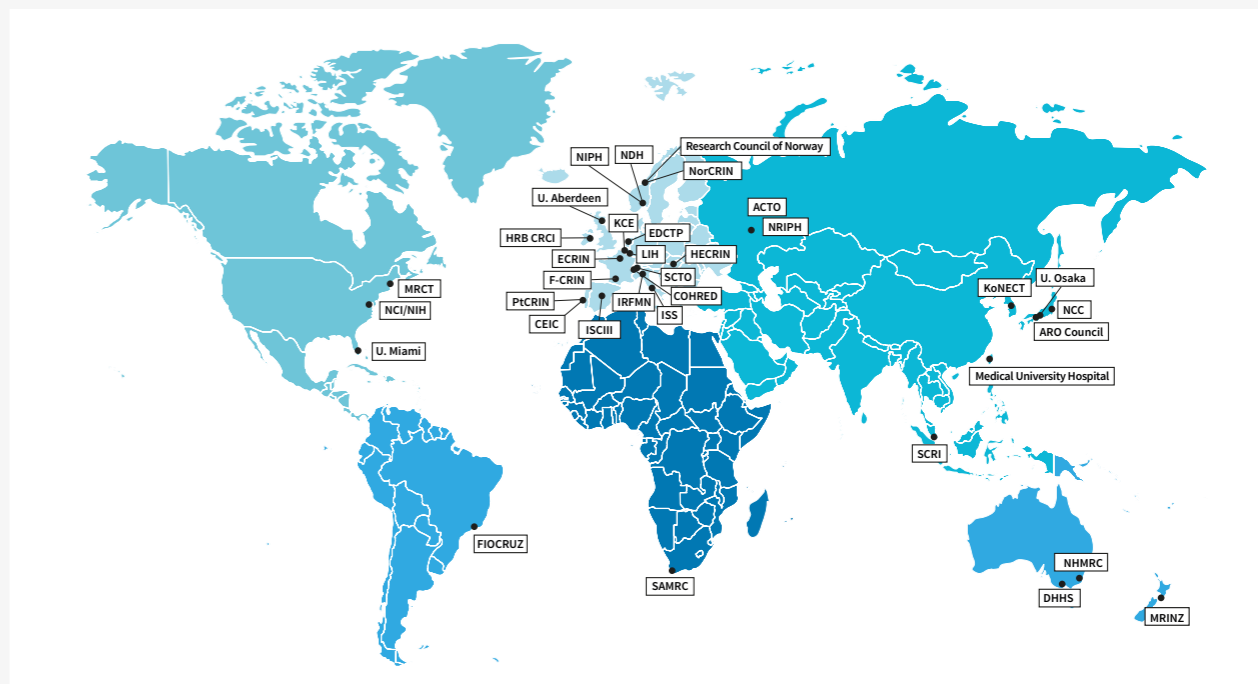 Research Council of Norway
NIPH
NDH
NorCRIN
U. Aberdeen
KCE
EDCTP
HRB CRCI
ECRIN
LIH
HECRIN
F-CRIN
SCTO
PtCRIN
IRFMN
COHRED
CEIC
ISCIII
ISS
ACTO
NRIPH
MRCT
NCI/NIH
U. Miami
U. Osaka
KoNECT
NCC
ARO Council
Medical University Hospital
SCRI
FIOCRUZ
SAMRC
NHMRC
DHHS
MRINZ